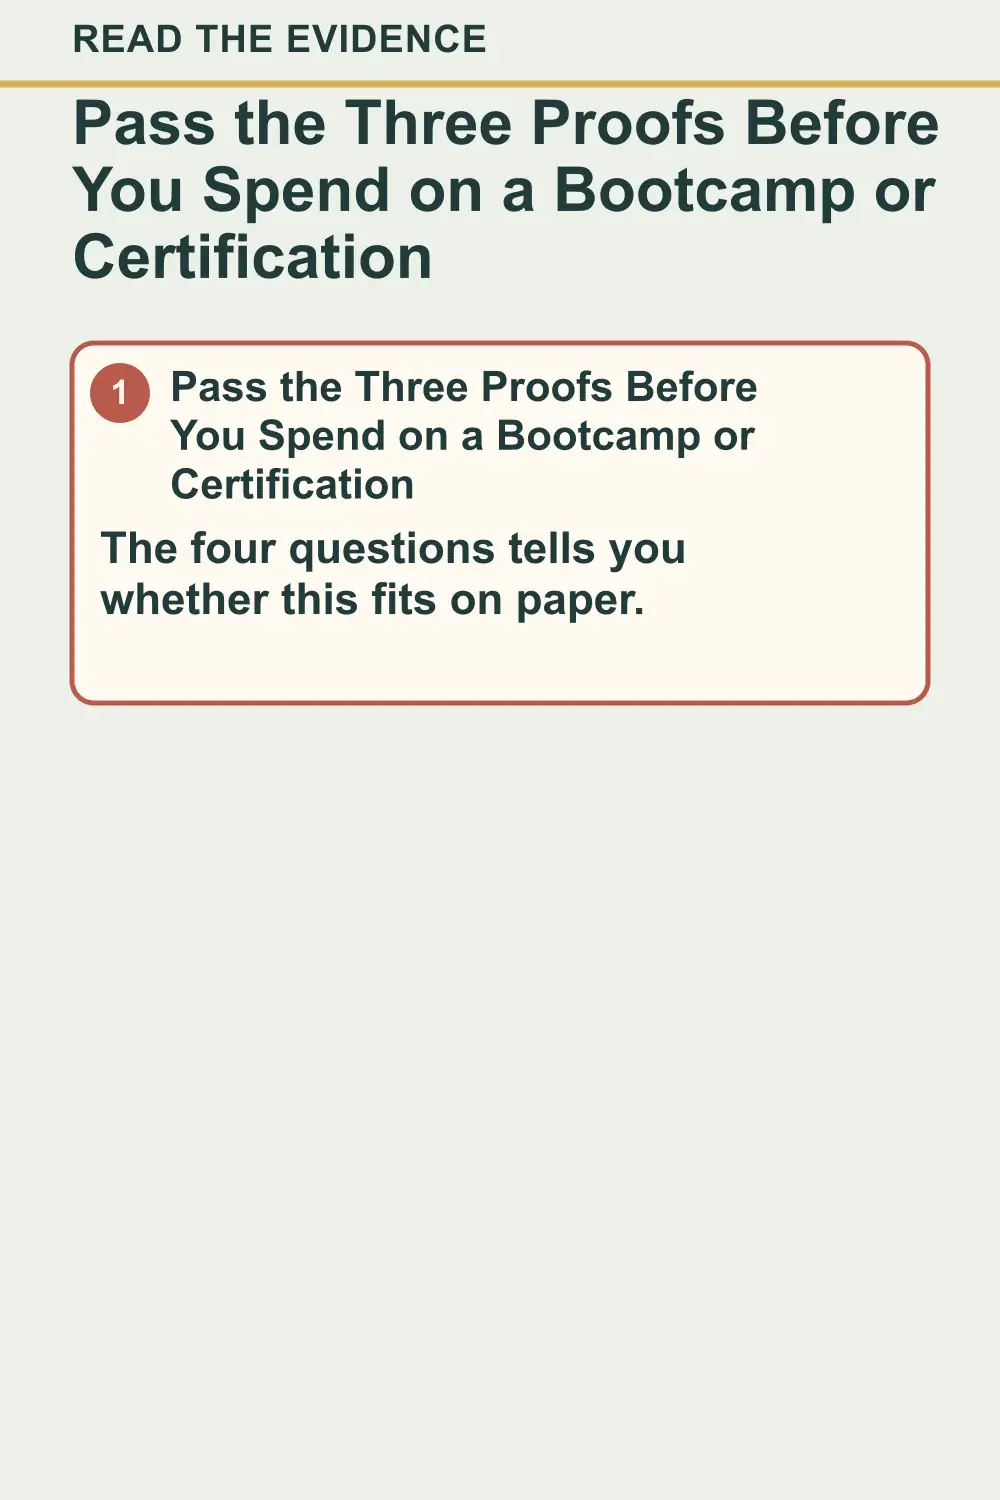 READ THE EVIDENCE
Pass the Three Proofs Before
You Spend on a Bootcamp or
Certification
1
Pass the Three Proofs Before
You Spend on a Bootcamp or
Certification
The four questions tells you
whether this fits on paper.